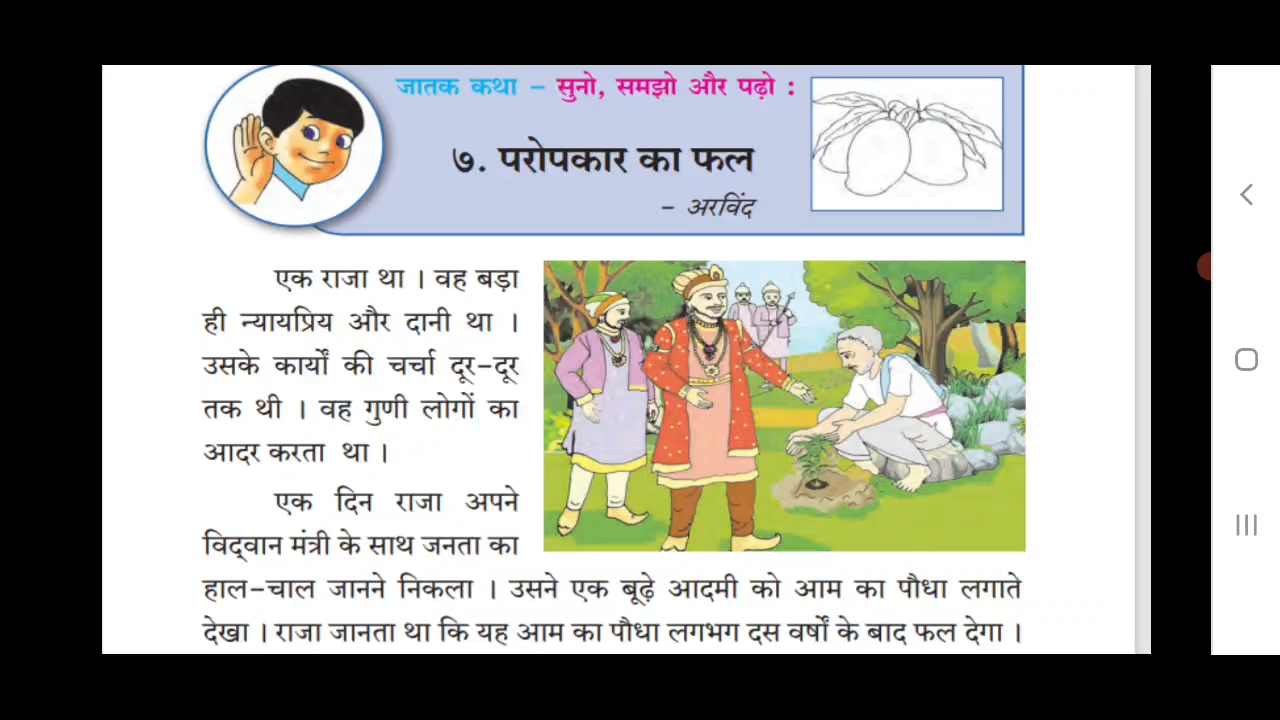 जातक कथा – सुनो, समझो और पढ़ो :
७. परोपकार का फल
– अरविंद
एक राजा था । वह बड़ा
ही न्यायप्रिय और दानी था ।
उसके कार्यों की चर्चा दूर-दूर
तक थी । वह गुणी लोगों का
आदर करता था ।
एक दिन राजा अपने
विद्‌वान मंत्री के साथ जनता का
हाल-चाल जानने निकला । उसने एक बूढ़े आदमी को आम का पौधा लगाते
देखा । राजा जानता था कि यह आम का पौधा लगभग दस वर्षों के बाद फल देगा ।